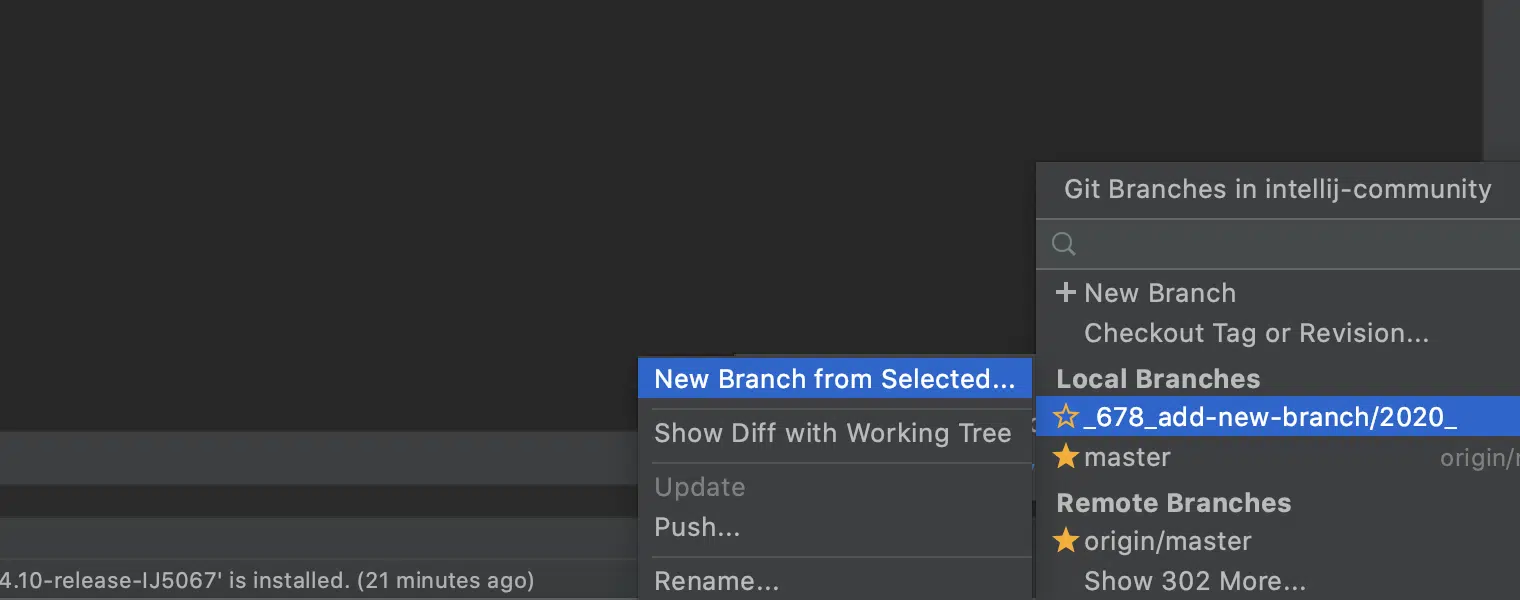 Git Branches in intellij-community
New Branch
Checkout Tag or Revision...
Local Branches
_678_add-new-branch/2020_
master
Remote Branches
origin/master
Show 302 More...
New Branch from Selected...
Show Diff with Working Tree
Update
Push...
Rename...
4.10-release-IJ5067' is installed. (21 minutes ago)